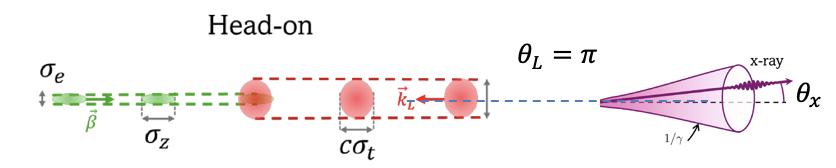 Head-on
θ_L = π
x-ray
σ_e
k⃗_L
θ_x
β⃗
σ_z
cσ_t
1/γ